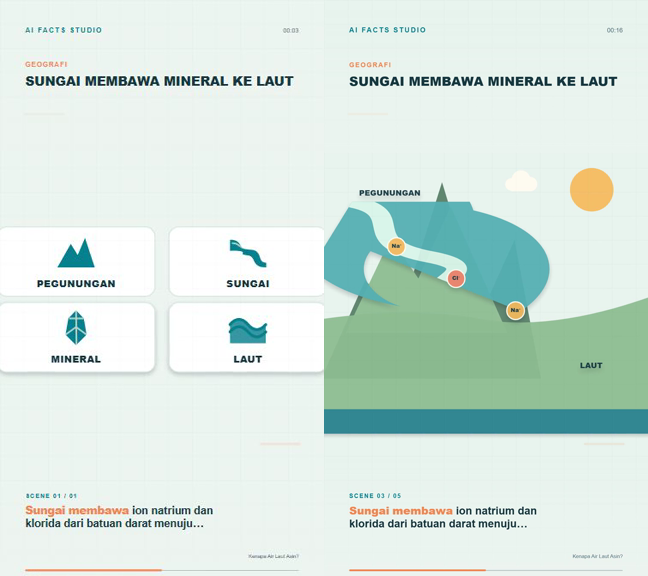 AI FACTS STUDIO
00:03
GEOGRAFI
SUNGAI MEMBAWA MINERAL KE LAUT
PEGUNUNGAN
SUNGAI
MINERAL
LAUT
SCENE 01 / 01
Sungai membawa ion natrium dan
klorida dari batuan darat menuju...
Kenapa Air Laut Asin?
AI FACTS STUDIO
00:16
GEOGRAFI
SUNGAI MEMBAWA MINERAL KE LAUT
PEGUNUNGAN
Na⁺
Cl⁻
Na⁺
LAUT
SCENE 03 / 05
Sungai membawa ion natrium dan
klorida dari batuan darat menuju...
Kenapa Air Laut Asin?